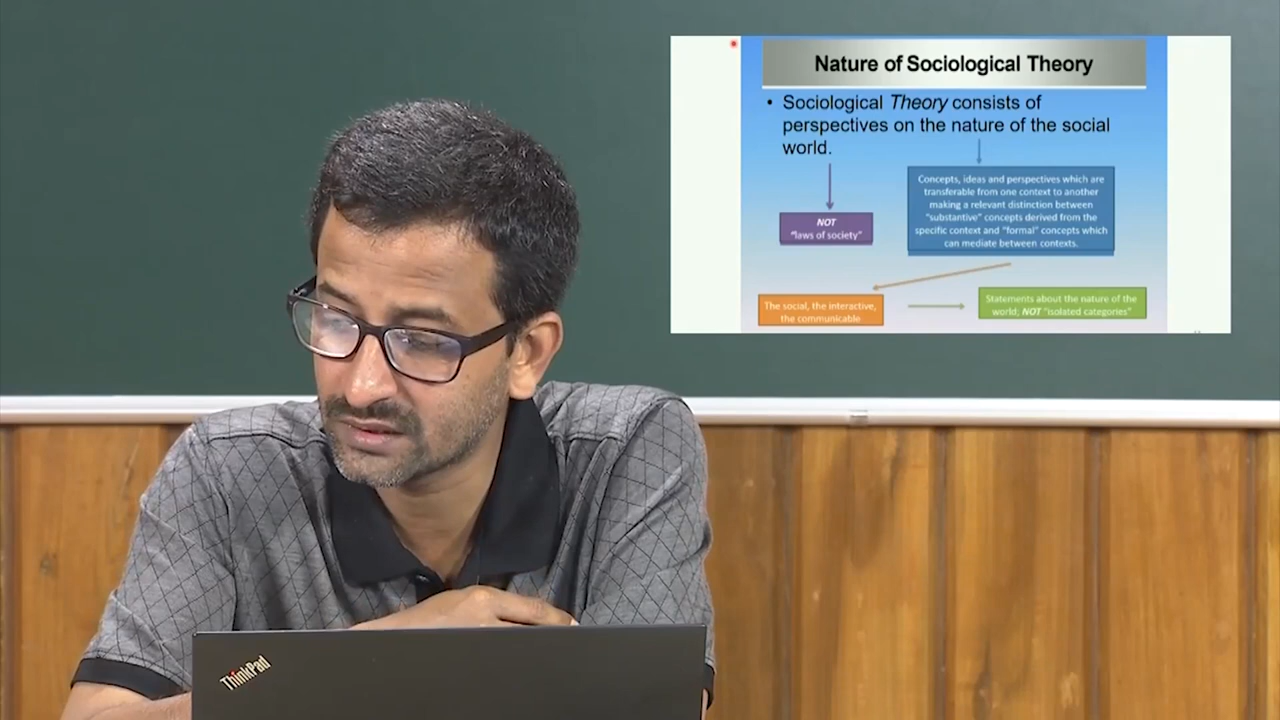 Nature of Sociological Theory
• Sociological Theory consists of
perspectives on the nature of the social
world.
Concepts, ideas and perspectives which are
transferable from one context to another
making a relevant distinction between
"substantive" concepts derived from the
specific context and "formal" concepts which
can mediate between contexts.
NOT
"laws of society"
The social, the interactive,
the communicable
Statements about the nature of the
world; NOT "isolated categories"
ThinkPad